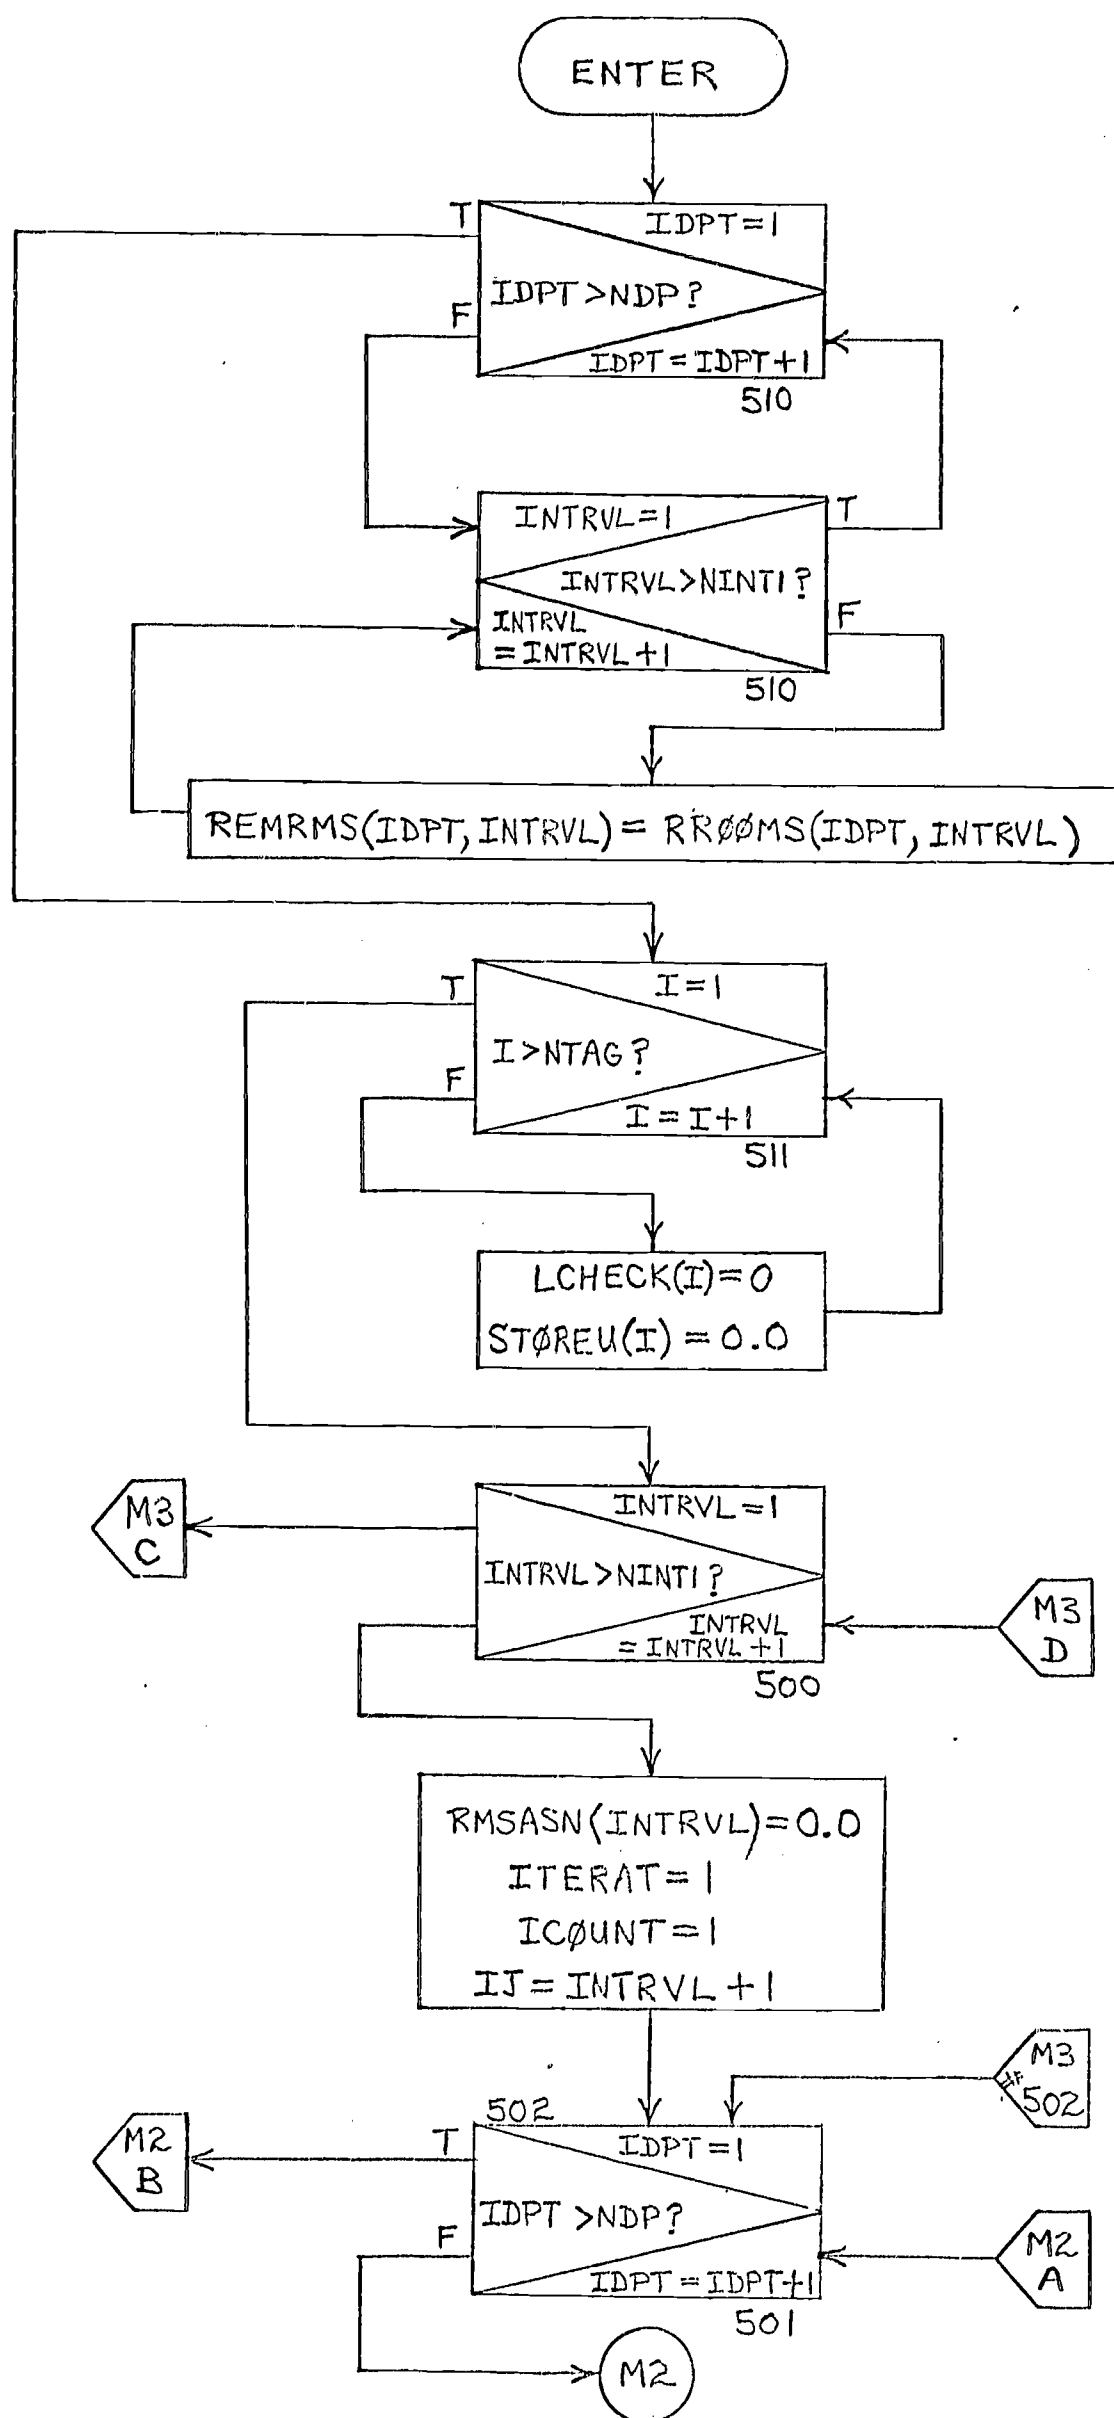 ENTER
T
IDPT=1
IDPT>NDP?
F
IDPT=IDPT+1
510
INTRVL=1
T
INTRVL>NINT1?
F
INTRVL
=INTRVL+1
510
REMRMS(IDPT,INTRVL)=RRØØMS(IDPT,INTRVL)
T
I=1
I>NTAG?
F
I=I+1
511
LCHECK(I)=0
STØREU(I)=0.0
M3
C
INTRVL=1
INTRVL>NINT1?
INTRVL
=INTRVL+1
M3
D
500
RMSASN(INTRVL)=0.0
ITERAT=1
ICØUNT=1
IJ=INTRVL+1
M3
502
502
M2
B
T
IDPT=1
IDPT>NDP?
F
IDPT=IDPT+1
M2
A
501
M2